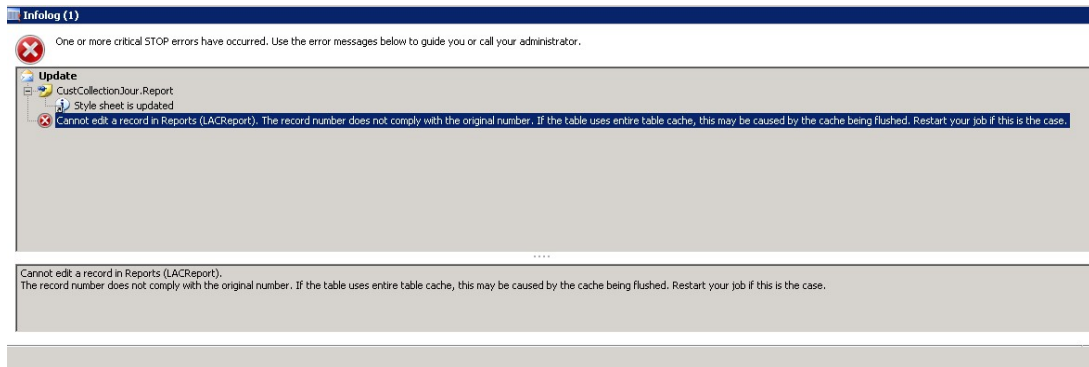 Infolog (1)
One or more critical STOP errors have occurred. Use the error messages below to guide you or call your administrator.
Update
CustCollectionJour.Report
Style sheet is updated
Cannot edit a record in Reports (LACReport). The record number does not comply with the original number. If the table uses entire table cache, this may be caused by the cache being flushed. Restart your job if this is the case.
Cannot edit a record in Reports (LACReport).
The record number does not comply with the original number. If the table uses entire table cache, this may be caused by the cache being flushed. Restart your job if this is the case.